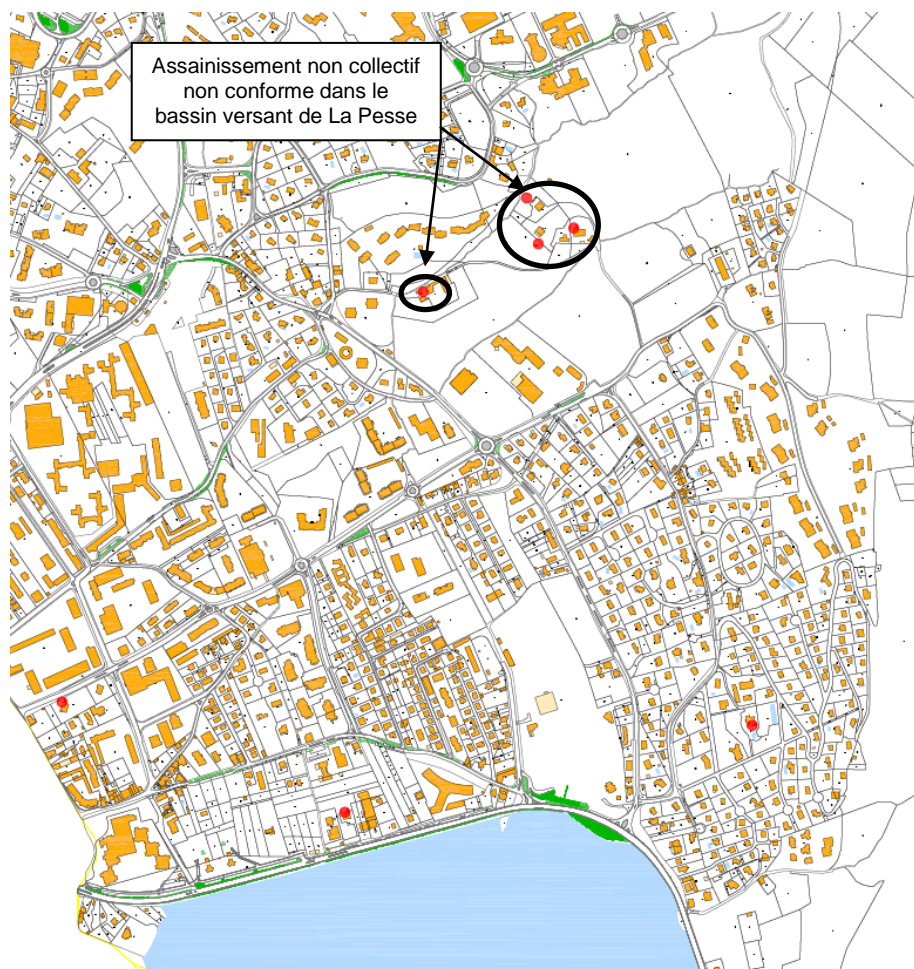 Assainissement non collectif
non conforme dans le
bassin versant de La Pesse